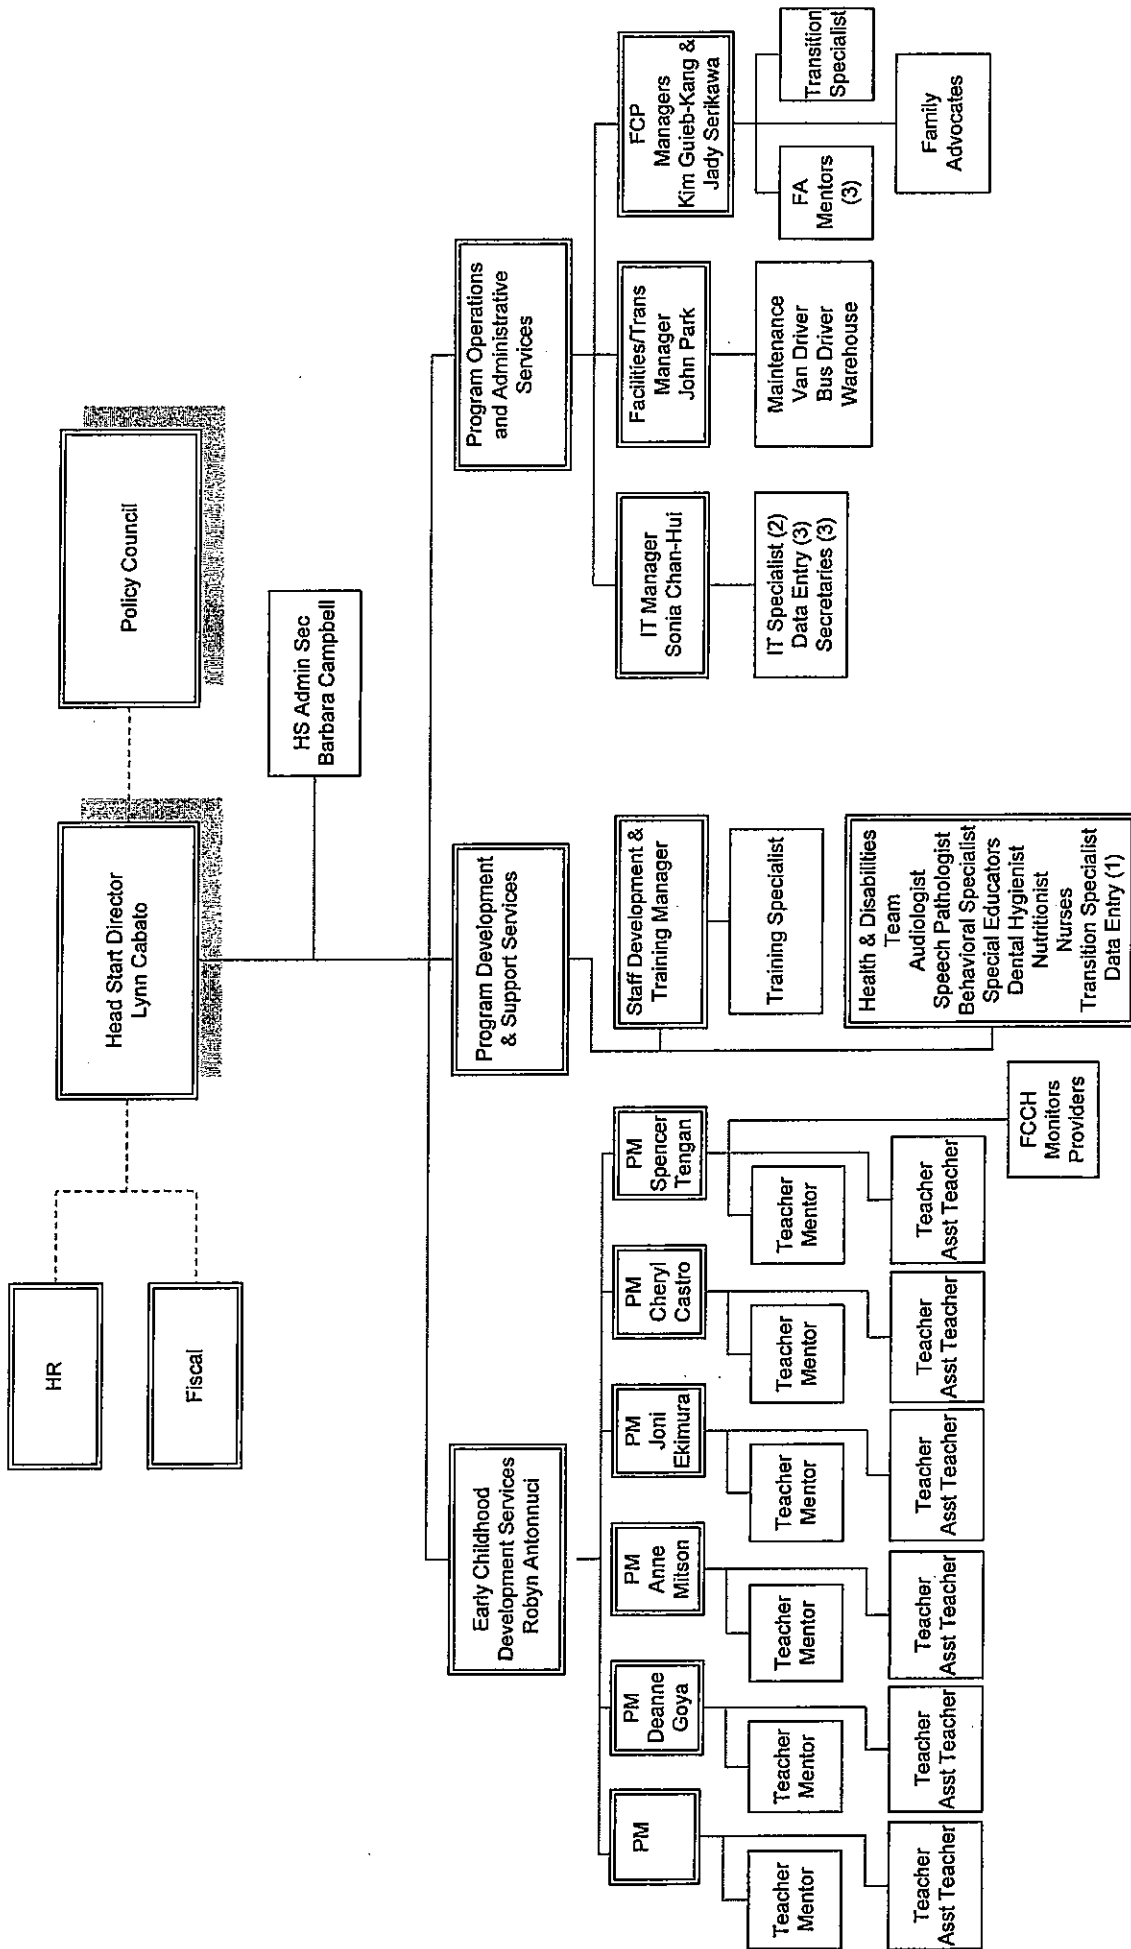 HR
Fiscal
Head Start Director
Lynn Cabato
Policy Council
HS Admin Sec
Barbara Campbell
Early Childhood
Development Services
Robyn Antonnuci
Program Development
& Support Services
Program Operations
and Administrative
Services
PM
PM
Deanne
Goya
PM
Anne
Mitson
PM
Joni
Ekimura
PM
Cheryl
Castro
PM
Spencer
Tengan
Teacher
Mentor
Teacher
Mentor
Teacher
Mentor
Teacher
Mentor
Teacher
Mentor
Teacher
Mentor
Teacher
Asst Teacher
Teacher
Asst Teacher
Teacher
Asst Teacher
Teacher
Asst Teacher
Teacher
Asst Teacher
Teacher
Asst Teacher
FCCH
Monitors
Providers
Staff Development &
Training Manager
Training Specialist
Health & Disabilities
Team
Audiologist
Speech Pathologist
Behavioral Specialist
Special Educators
Dental Hygienist
Nutritionist
Nurses
Transition Specialist
Data Entry (1)
IT Manager
Sonia Chan-Hui
IT Specialist (2)
Data Entry (3)
Secretaries (3)
Facilities/Trans
Manager
John Park
Maintenance
Van Driver
Bus Driver
Warehouse
FCP
Managers
Kim Guieb-Kang &
Jady Serikawa
FA
Mentors
(3)
Transition
Specialist
Family
Advocates